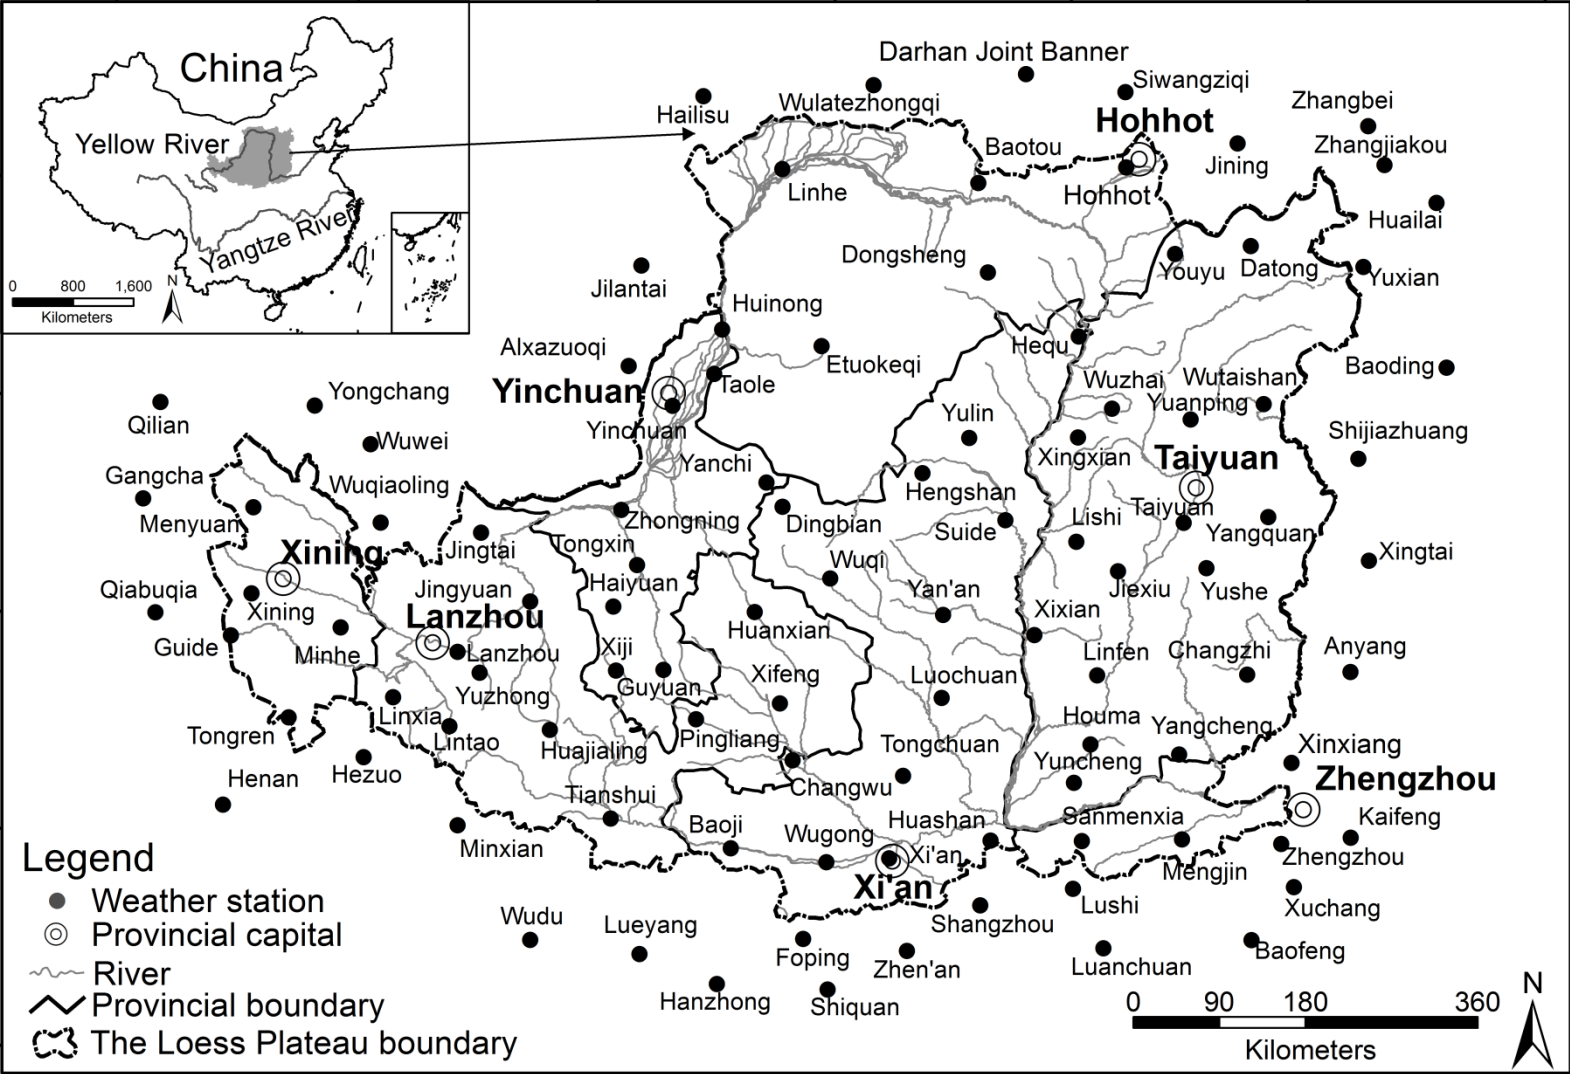 China
Yellow River
Yangtze River
0 800 1,600
Kilometers
N
Darhan Joint Banner
Siwangziqi
Hailisu
Wulatezhongqi
Zhangbei
Hohhot
Zhangjiakou
Baotou
Jining
Linhe
Hohhot
Huailai
Dongsheng
Youyu
Datong
Yuxian
Jilantai
Huinong
Alxazuoqi
Hequ
Etuokeqi
Baoding
Yinchuan
Taole
Wuzhai
Wutaishan
Yongchang
Yulin
Yuanping
Qilian
Yinchuan
Shijiazhuang
Wuwei
Yanchi
Xingxian
Taiyuan
Gangcha
Wuqiaoling
Hengshan
Menyuan
Zhongning
Dingbian
Suide
Lishi
Taiyuan
Yangquan
Xining
Jingtai
Tongxin
Wuqi
Xingtai
Qiabuqia
Jingyuan
Haiyuan
Yan'an
Jiexiu
Yushe
Xining
Lanzhou
Huanxian
Xixian
Guide
Minhe
Lanzhou
Xiji
Linfen
Changzhi
Anyang
Yuzhong
Guyuan
Xifeng
Luochuan
Linxia
Houma
Yangcheng
Tongren
Lintao
Huajialing
Pingliang
Tongchuan
Xinxiang
Henan
Hezuo
Yuncheng
Zhengzhou
Changwu
Tianshui
Huashan
Sanmenxia
Kaifeng
Baoji
Wugong
Minxian
Xi'an
Zhengzhou
Mengjin
Xi'an
Lushi
Xuchang
Wudu
Lueyang
Shangzhou
Foping
Zhen'an
Luanchuan
Baofeng
Hanzhong
Shiquan
Legend
Weather station
Provincial capital
River
Provincial boundary
The Loess Plateau boundary
0 90 180 360
Kilometers
N